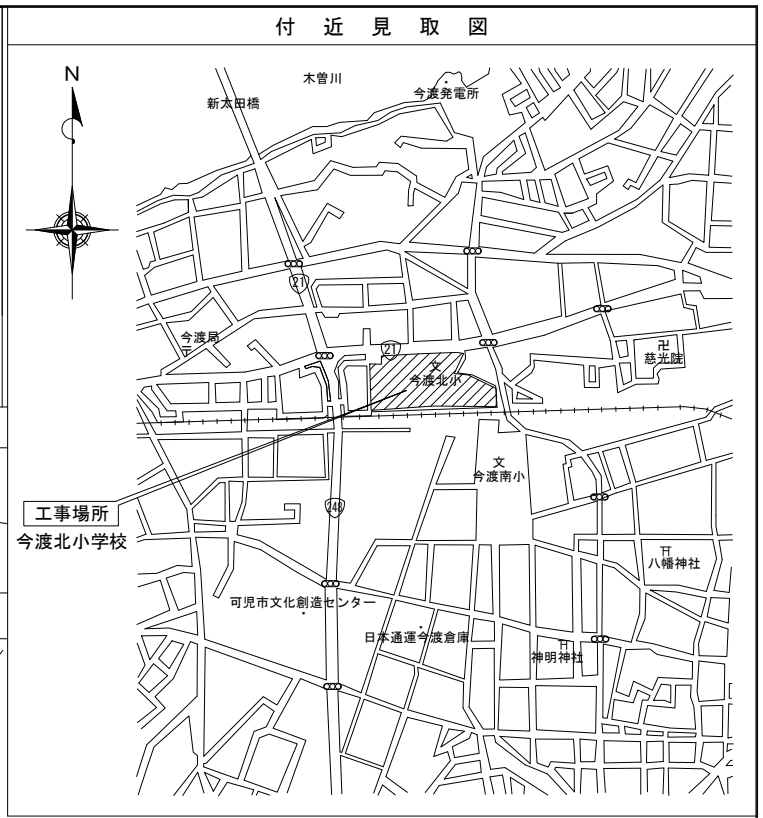 付近見取図
N
木曽川
今渡発電所
新太田橋
21
今渡局
〒
21
文
今渡北小
卍
慈光院
文
今渡南小
工事場所
今渡北小学校
248
八幡神社
可児市文化創造センター
日本通運今渡倉庫
神明神社